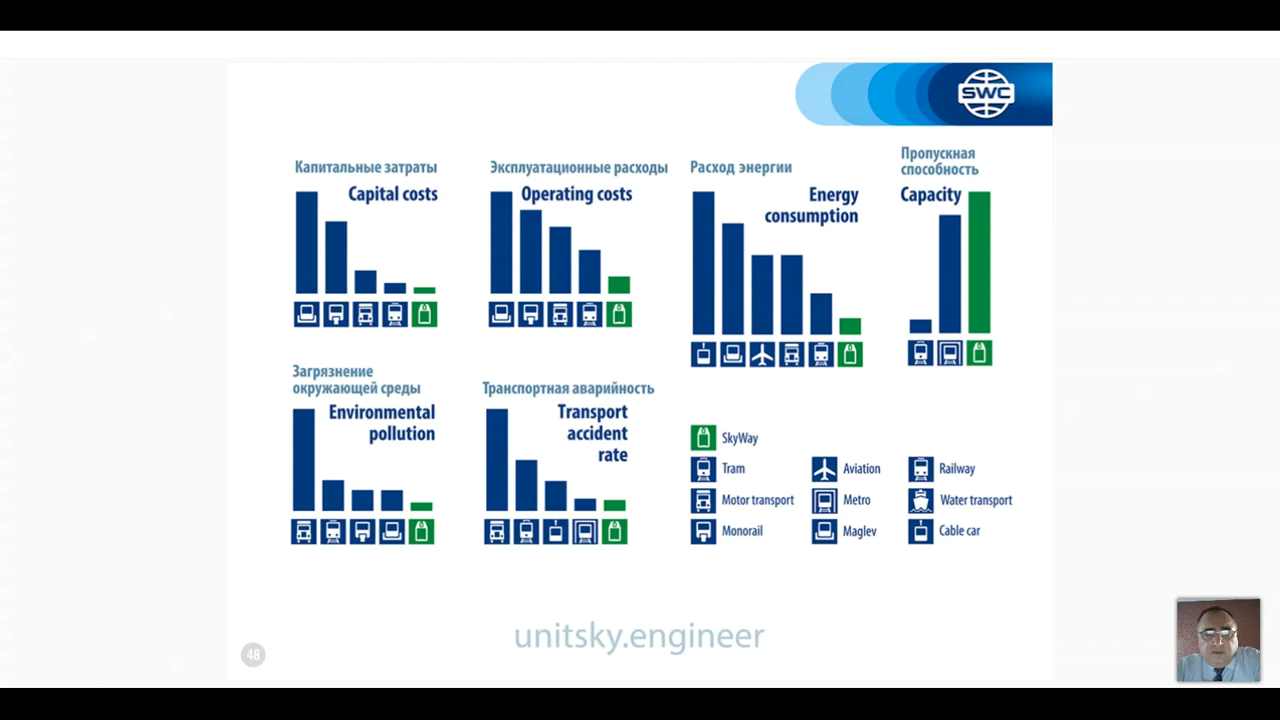 SWC
Капитальные затраты
Capital costs
Эксплуатационные расходы
Operating costs
Расход энергии
Energy
consumption
Пропускная
способность
Capacity
Загрязнение
окружающей среды
Environmental
pollution
Транспортная аварийность
Transport
accident
rate
SkyWay
Tram
Aviation
Railway
Motor transport
Metro
Water transport
Monorail
Maglev
Cable car
unitsky.engineer
48